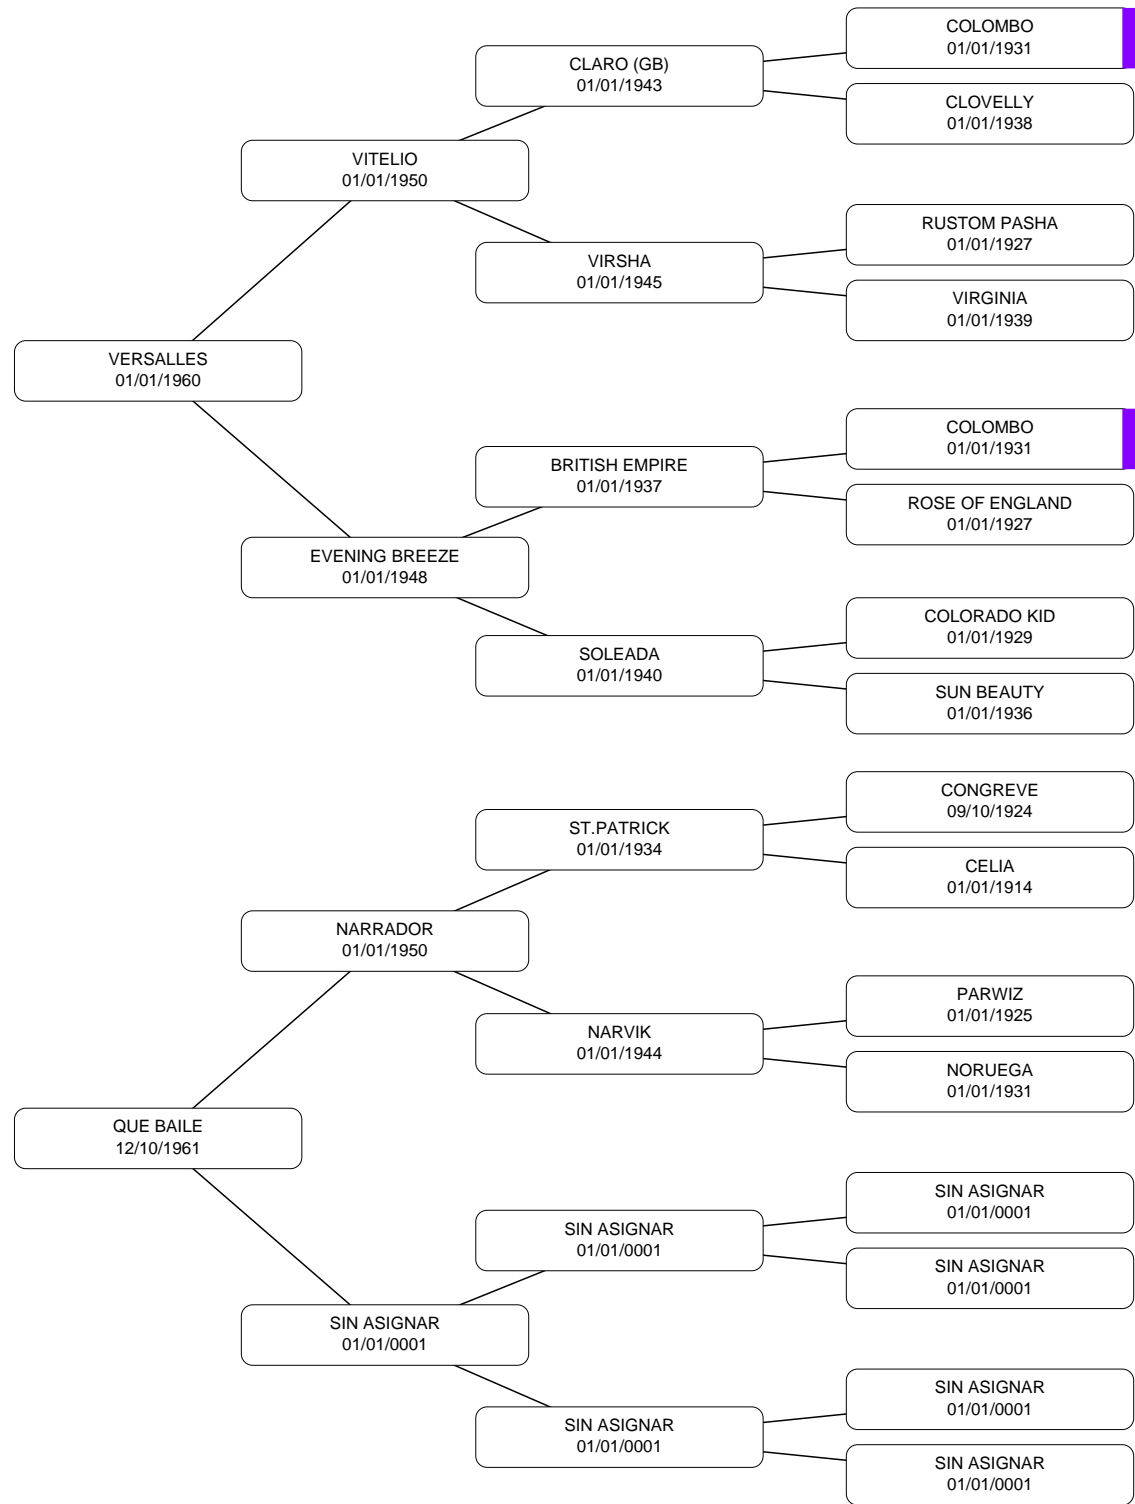 COLOMBO
01/01/1931
CLARO (GB)
01/01/1943
CLOVELLY
01/01/1938
VITELIO
01/01/1950
RUSTOM PASHA
01/01/1927
VIRSHA
01/01/1945
VIRGINIA
01/01/1939
VERSALLES
01/01/1960
COLOMBO
01/01/1931
BRITISH EMPIRE
01/01/1937
ROSE OF ENGLAND
01/01/1927
EVENING BREEZE
01/01/1948
COLORADO KID
01/01/1929
SOLEADA
01/01/1940
SUN BEAUTY
01/01/1936
CONGREVE
09/10/1924
ST.PATRICK
01/01/1934
CELIA
01/01/1914
NARRADOR
01/01/1950
PARWIZ
01/01/1925
NARVIK
01/01/1944
NORUEGA
01/01/1931
QUE BAILE
12/10/1961
SIN ASIGNAR
01/01/0001
SIN ASIGNAR
01/01/0001
SIN ASIGNAR
01/01/0001
SIN ASIGNAR
01/01/0001
SIN ASIGNAR
01/01/0001
SIN ASIGNAR
01/01/0001
SIN ASIGNAR
01/01/0001